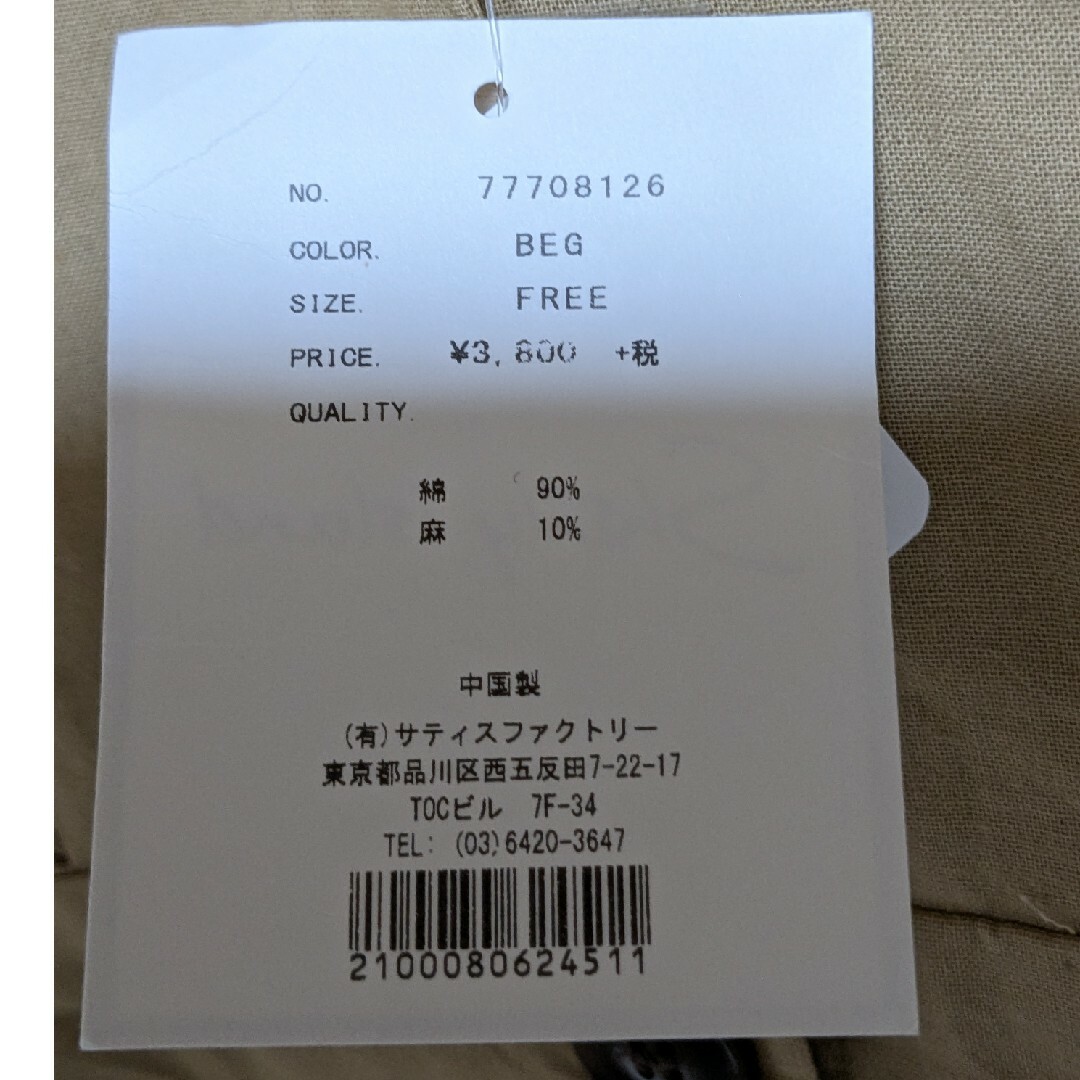 NO. 77708126
COLOR. BEG
SIZE. FREE
PRICE. ¥3,800 +税
QUALITY.
綿 90%
麻 10%
中国製
(有)サティスファクトリー
東京都品川区西五反田7-22-17
TOCビル 7F-34
TEL: (03)6420-3647
2100080624511